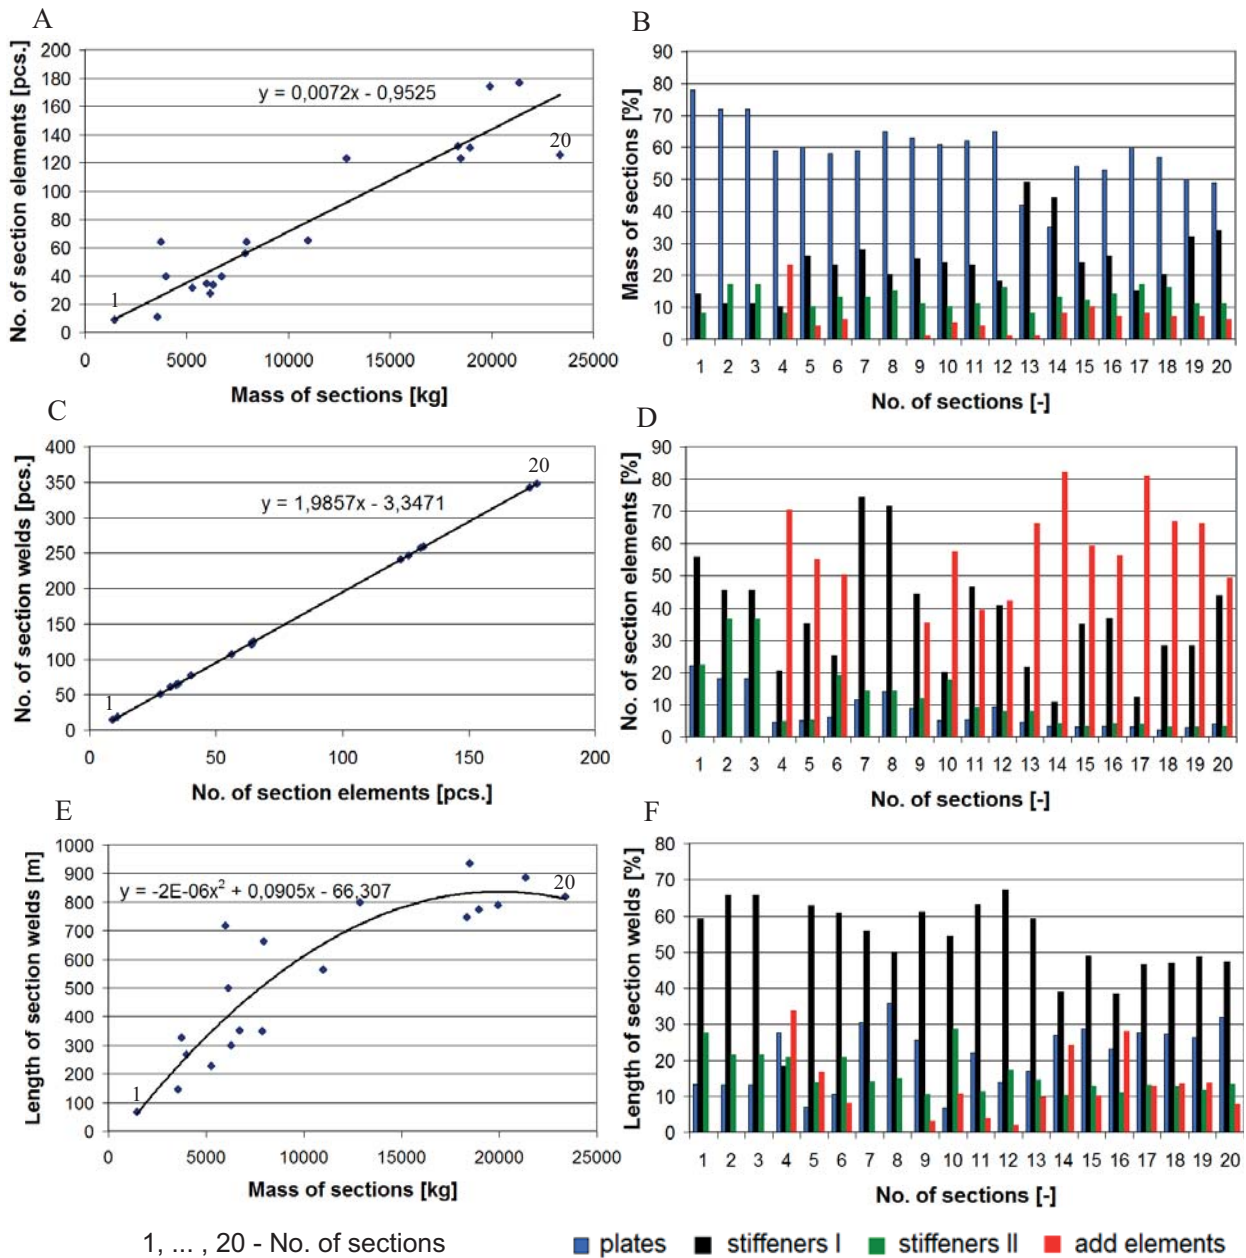 A
No. of section elements [pcs.]
200
180
160
140
120
100
80
60
40
20
0
y = 0,0072x - 0,9525
20
1
0 5000 10000 15000 20000 25000
Mass of sections [kg]
B
Mass of sections [%]
90
80
70
60
50
40
30
20
10
0
1 2 3 4 5 6 7 8 9 10 11 12 13 14 15 16 17 18 19 20
No. of sections [-]
C
No. of section welds [pcs.]
400
350
300
250
200
150
100
50
0
y = 1,9857x - 3,3471
20
1
0 50 100 150 200
No. of section elements [pcs.]
D
No. of section elements [%]
90
80
70
60
50
40
30
20
10
0
1 2 3 4 5 6 7 8 9 10 11 12 13 14 15 16 17 18 19 20
No. of sections [-]
E
Length of section welds [m]
1000
900
800
700
600
500
400
300
200
100
0
y = -2E-06x² + 0,0905x - 66,307
20
1
0 5000 10000 15000 20000 25000
Mass of sections [kg]
F
Length of section welds [%]
80
70
60
50
40
30
20
10
0
1 2 3 4 5 6 7 8 9 10 11 12 13 14 15 16 17 18 19 20
No. of sections [-]
1, ... , 20 - No. of sections
plates stiffeners I stiffeners II add elements